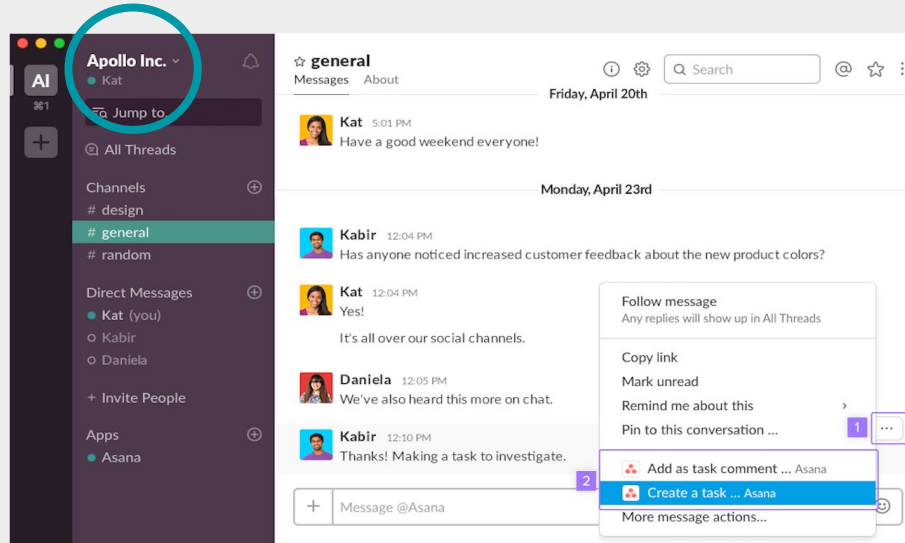 Apollo Inc.
Kat
AI
⌘1
Jump to...
All Threads
Channels
# design
# general
# random
Direct Messages
Kat (you)
Kabir
Daniela
+ Invite People
Apps
Asana
general
Messages About
Search
Friday, April 20th
Kat 5:01 PM
Have a good weekend everyone!
Monday, April 23rd
Kabir 12:04 PM
Has anyone noticed increased customer feedback about the new product colors?
Kat 12:04 PM
Yes!
It's all over our social channels.
Daniela 12:05 PM
We've also heard this more on chat.
Kabir 12:10 PM
Thanks! Making a task to investigate.
Message @Asana
Follow message
Any replies will show up in All Threads
Copy link
Mark unread
Remind me about this
Pin to this conversation ...
1
2
Add as task comment ... Asana
Create a task ... Asana
More message actions...